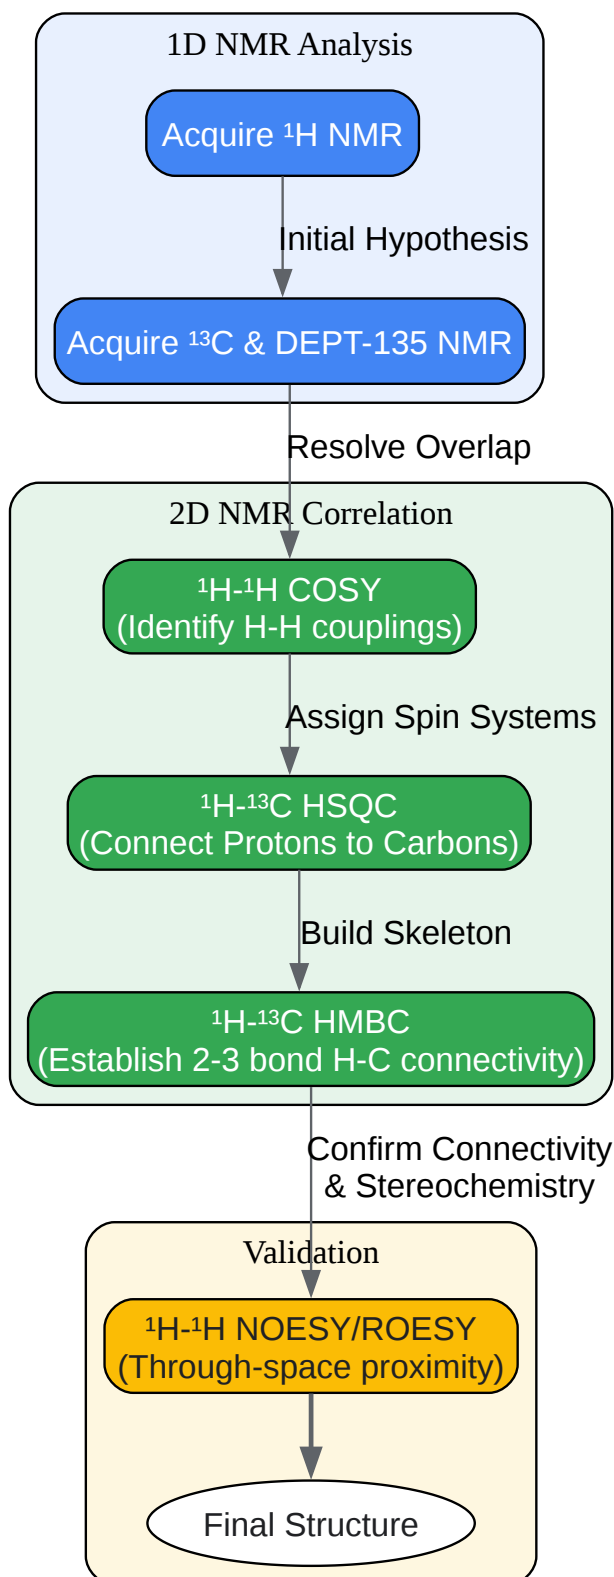 1D NMR Analysis
Acquire ¹H NMR
Initial Hypothesis
Acquire ¹³C & DEPT-135 NMR
Resolve Overlap
2D NMR Correlation
¹H-¹H COSY
(Identify H-H couplings)
Assign Spin Systems
¹H-¹³C HSQC
(Connect Protons to Carbons)
Build Skeleton
¹H-¹³C HMBC
(Establish 2-3 bond H-C connectivity)
Confirm Connectivity
& Stereochemistry
Validation
¹H-¹H NOESY/ROESY
(Through-space proximity)
Final Structure